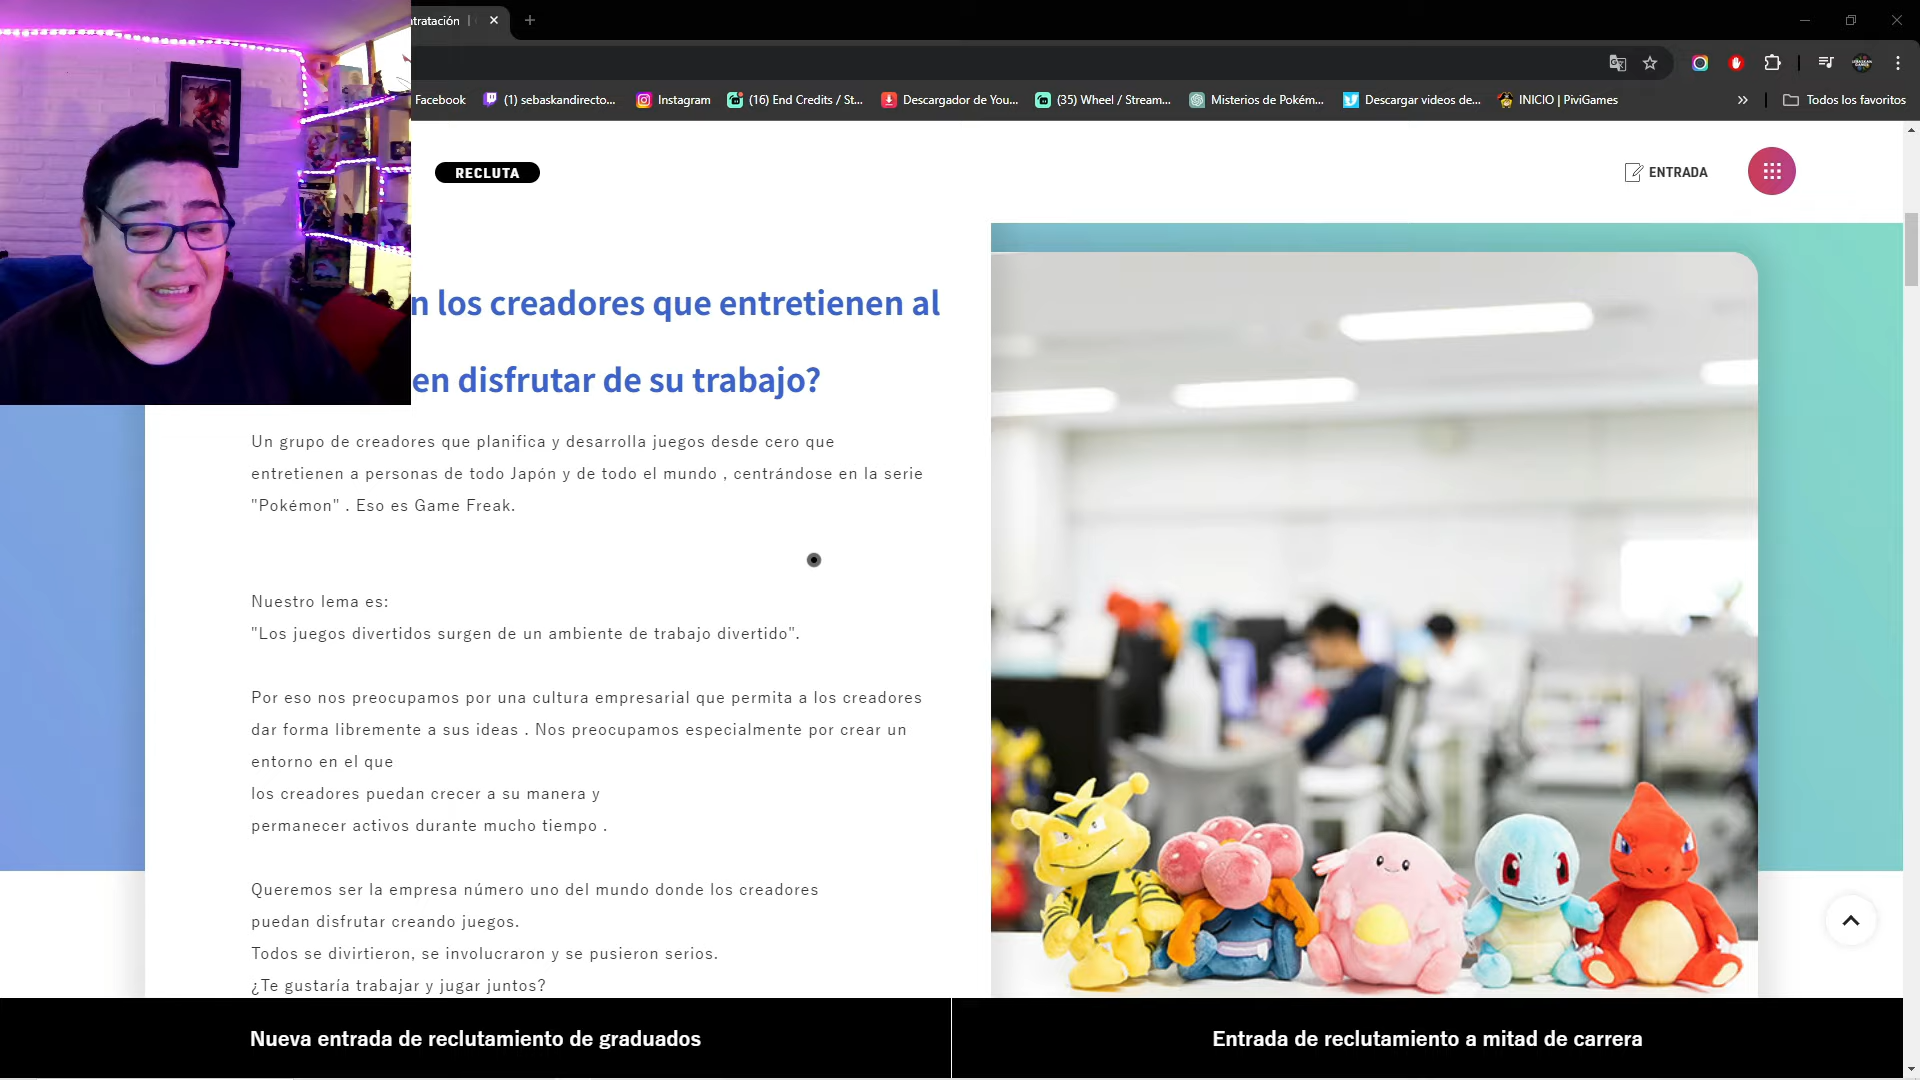 tratación |
Facebook
(1) sebaskandirecto...
Instagram
(16) End Credits / St...
Descargador de You...
(35) Wheel / Stream...
Misterios de Pokém...
Descargar videos de...
INICIO | PiviGames
Todos los favoritos
RECLUTA
ENTRADA
n los creadores que entretienen al
en disfrutar de su trabajo?
Un grupo de creadores que planifica y desarrolla juegos desde cero que
entretienen a personas de todo Japón y de todo el mundo , centrándose en la serie
"Pokémon" . Eso es Game Freak.
Nuestro lema es:
"Los juegos divertidos surgen de un ambiente de trabajo divertido".
Por eso nos preocupamos por una cultura empresarial que permita a los creadores
dar forma libremente a sus ideas . Nos preocupamos especialmente por crear un
entorno en el que
los creadores puedan crecer a su manera y
permanecer activos durante mucho tiempo .
Queremos ser la empresa número uno del mundo donde los creadores
puedan disfrutar creando juegos.
Todos se divirtieron, se involucraron y se pusieron serios.
¿Te gustaría trabajar y jugar juntos?
Nueva entrada de reclutamiento de graduados
Entrada de reclutamiento a mitad de carrera